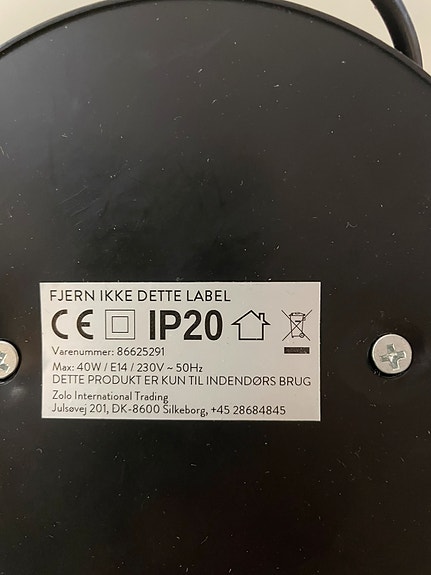 FJERN IKKE DETTE LABEL
CE IP20
Varenummer: 86625291
Max: 40W / E14 / 230V ~ 50Hz
DETTE PRODUKT ER KUN TIL INDENDØRS BRUG
Zolo International Trading
Julsøvej 201, DK-8600 Silkeborg, +45 28684845